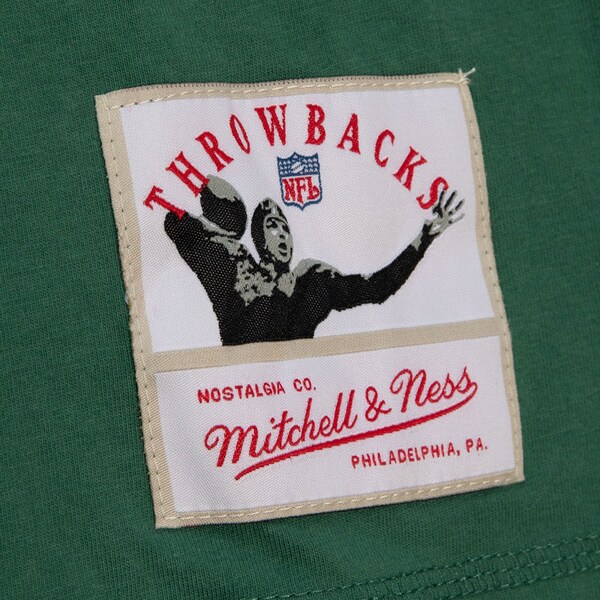 THROWBACKS
NFL
NOSTALGIA CO.
Mitchell & Ness
PHILADELPHIA, PA.